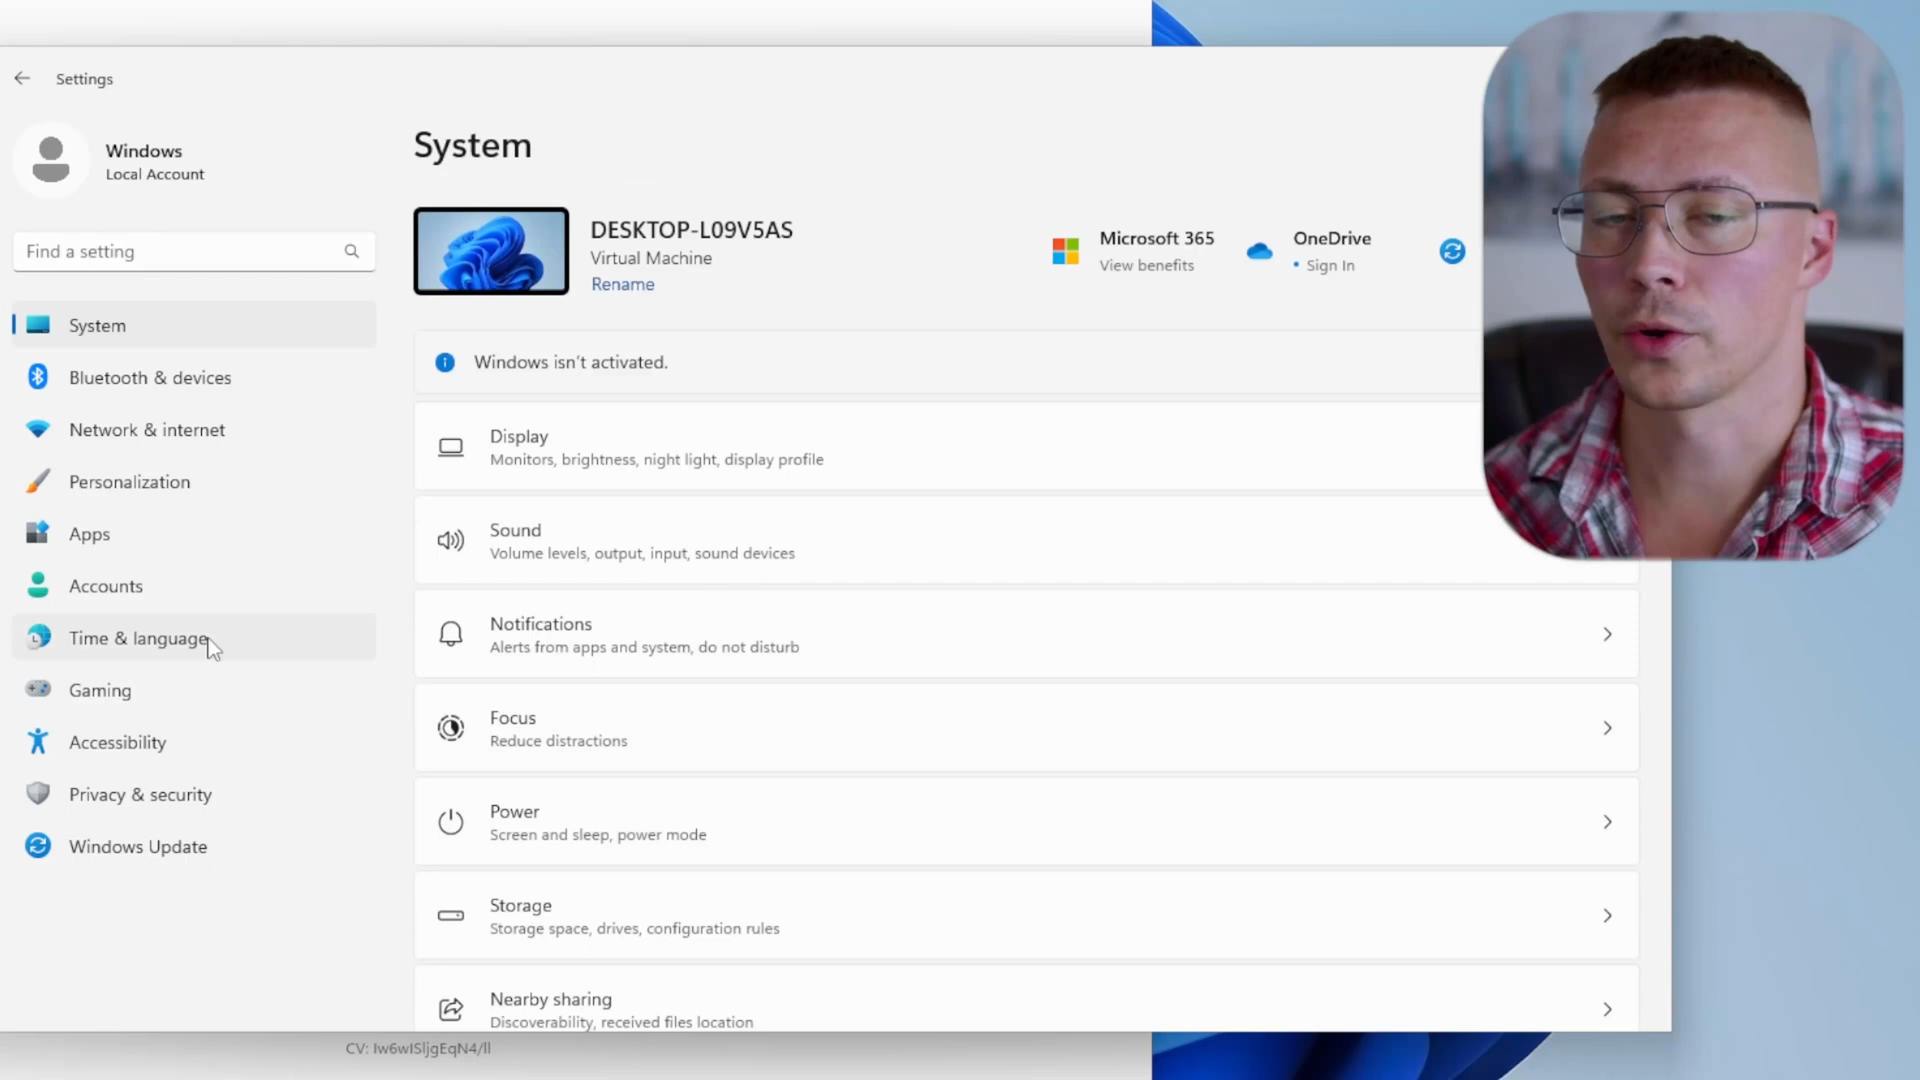 Settings
Windows
Local Account
Find a setting
System
Bluetooth & devices
Network & internet
Personalization
Apps
Accounts
Time & language
Gaming
Accessibility
Privacy & security
Windows Update
System
DESKTOP-L09V5AS
Virtual Machine
Rename
Microsoft 365
View benefits
OneDrive
• Sign In
Windows isn't activated.
Display
Monitors, brightness, night light, display profile
Sound
Volume levels, output, input, sound devices
Notifications
Alerts from apps and system, do not disturb
Focus
Reduce distractions
Power
Screen and sleep, power mode
Storage
Storage space, drives, configuration rules
Nearby sharing
Discoverability, received files location